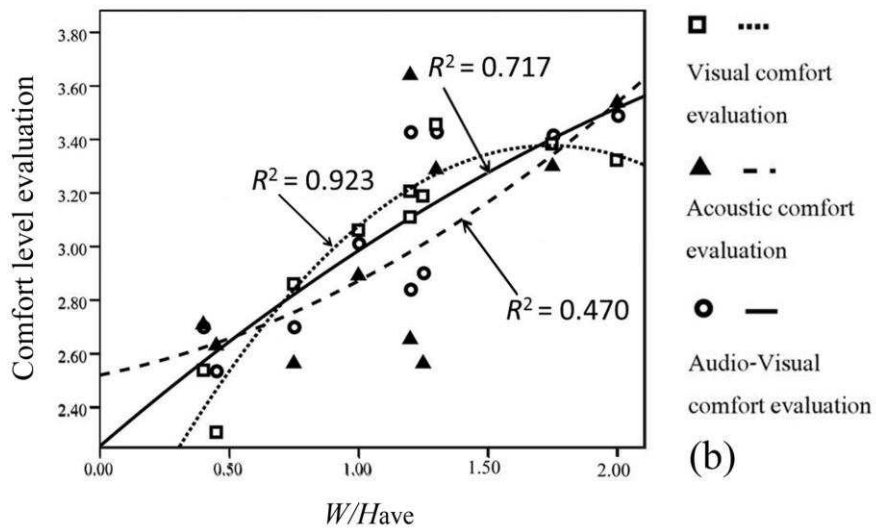 3.80
3.60
3.40
3.20
3.00
2.80
2.60
2.40
Comfort level evaluation
R² = 0.717
R² = 0.923
R² = 0.470
0.00 0.50 1.00 1.50 2.00
W/Have
Visual comfort
evaluation
Acoustic comfort
evaluation
Audio-Visual
comfort evaluation
(b)